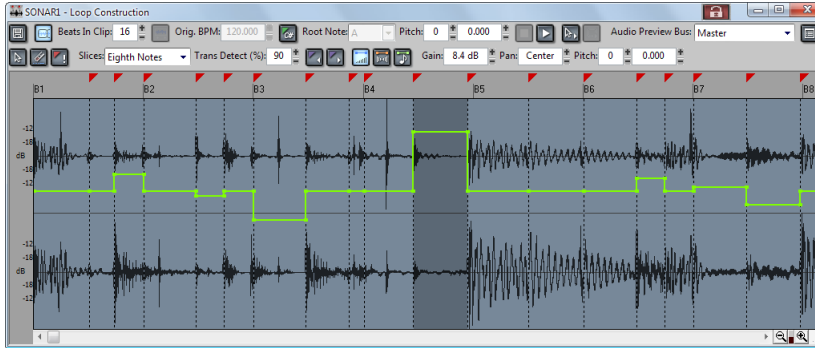 SONAR1 - Loop Construction
Beats In Clip: 16 Orig. BPM: 120.000 Root Note: A Pitch: 0 0.000 Audio Preview Bus: Master
Slices: Eighth Notes Trans Detect (%): 90 Gain: 8.4 dB Pan: Center Pitch: 0 0.000
B1 B2 B3 B4 B5 B6 B7 B8
-12
-18
dB
-18
-12
-12
-18
dB
-18
-12